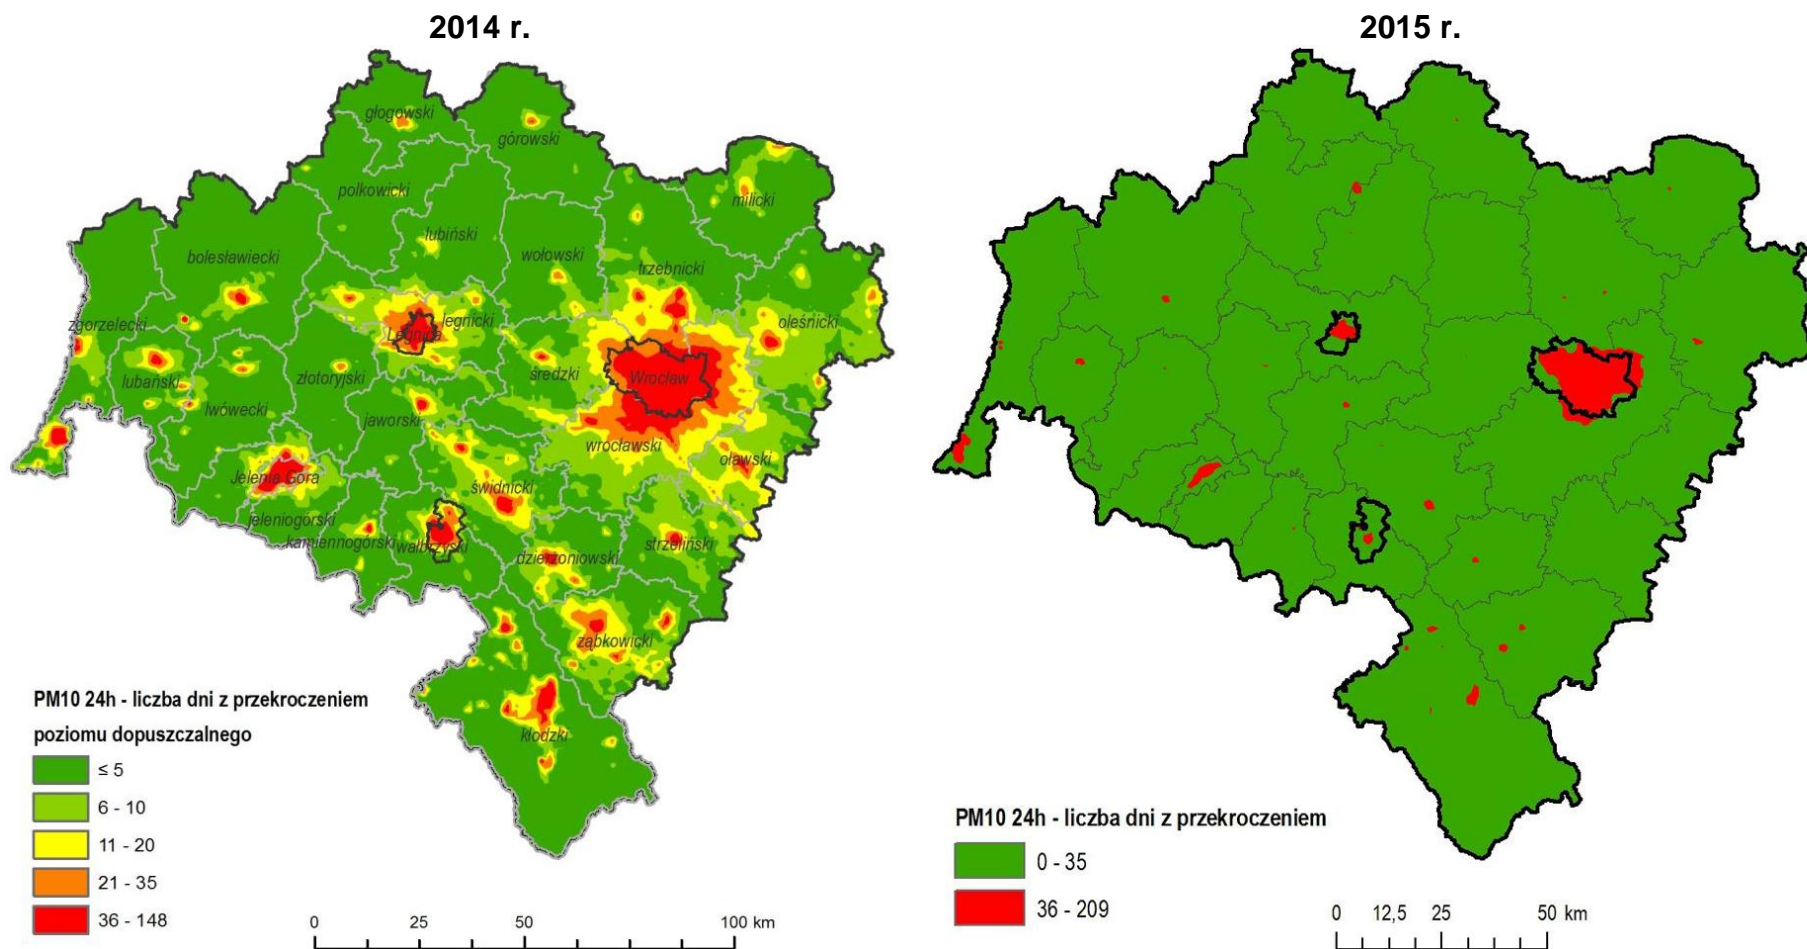 2014 r.
głogowski
górowski
polkowicki
milicki
lubiński
bolesławiecki
wołowski
trzebnicki
zgorzelecki
Legnica
legnicki
oleśnicki
lubański
złotoryjski
średzki
Wrocław
lwówecki
jaworski
wrocławski
oławski
Jelenia Góra
świdnicki
jeleniogórski
kamiennogórski
wałbrzyski
dzierżoniowski
strzeliński
ząbkowicki
kłodzki
PM10 24h - liczba dni z przekroczeniem
poziomu dopuszczalnego
≤ 5
6 - 10
11 - 20
21 - 35
36 - 148
0 25 50 100 km
2015 r.
PM10 24h - liczba dni z przekroczeniem
0 - 35
36 - 209
0 12,5 25 50 km